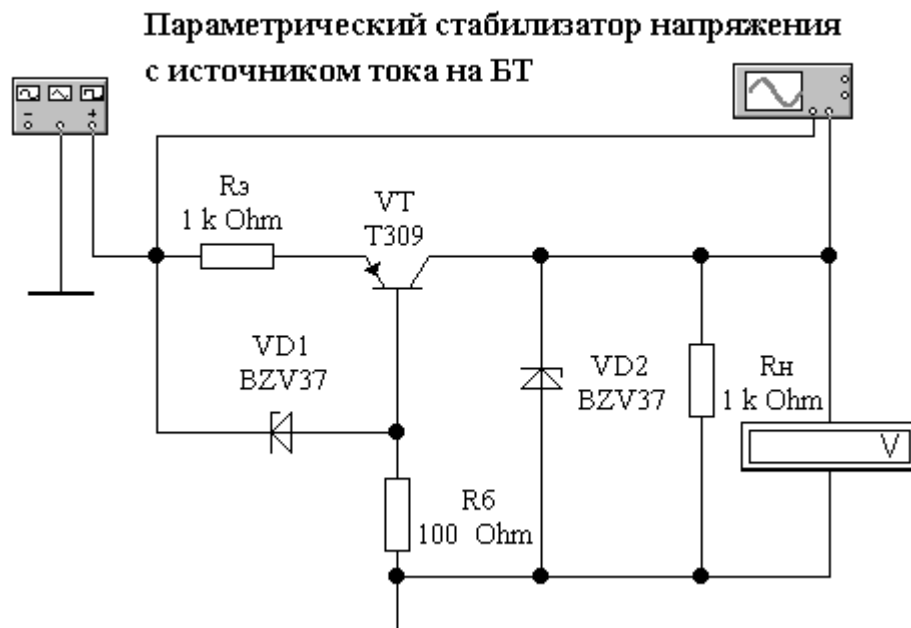 Параметрический стабилизатор напряжения
с источником тока на БТ
− +
Rэ
1 k Ohm
VT
T309
VD1
BZV37
VD2
BZV37
Rн
1 k Ohm
V
Rб
100 Ohm